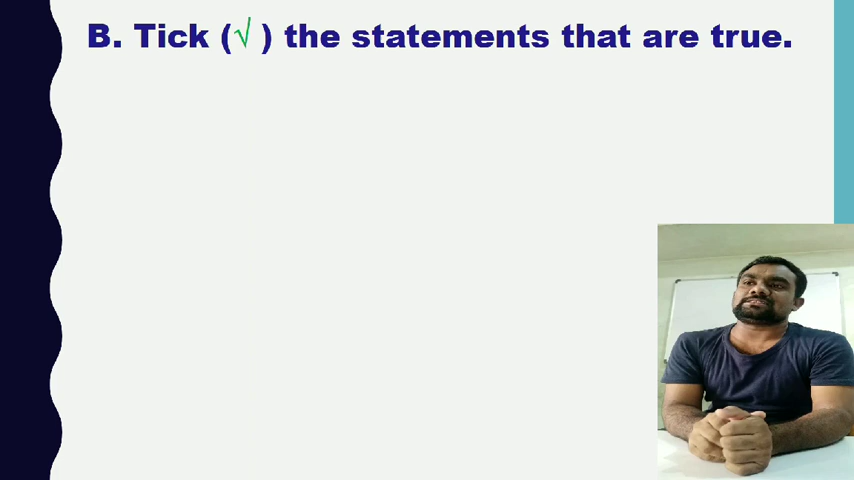 B. Tick (√ ) the statements that are true.